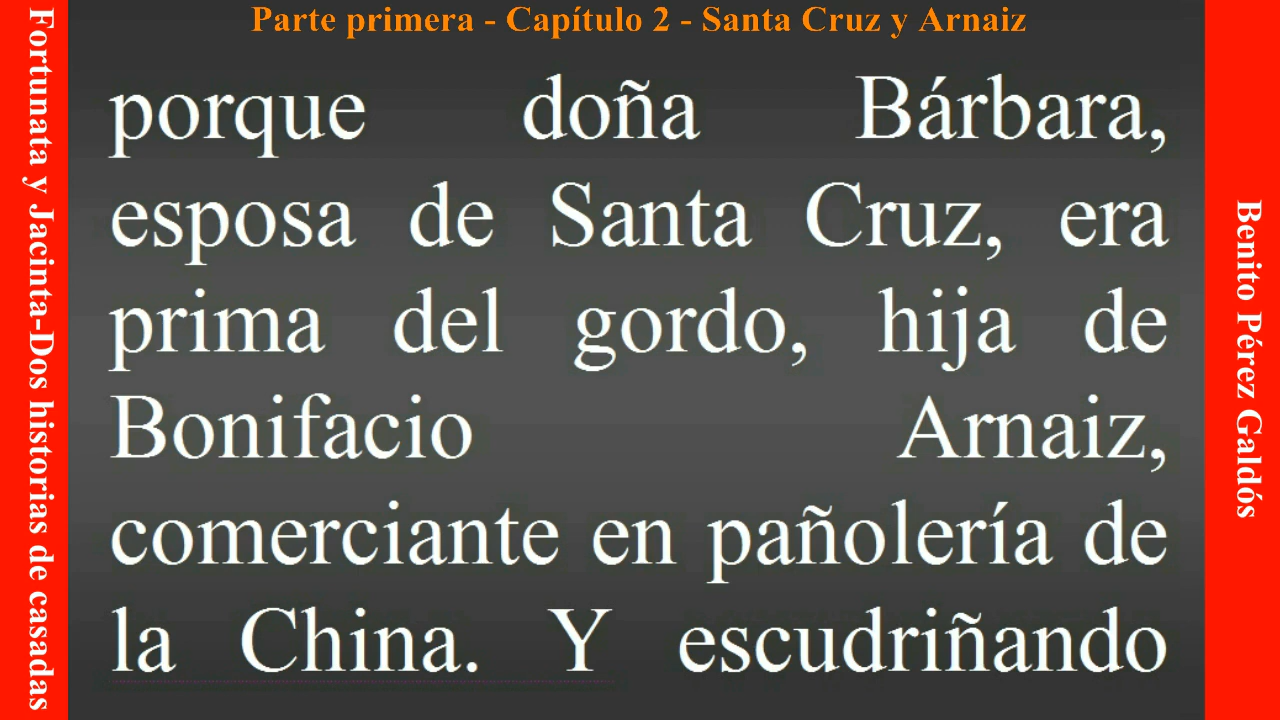 Parte primera - Capítulo 2 - Santa Cruz y Arnaiz
Fortunata y Jacinta-Dos historias de casadas
porque doña Bárbara,
esposa de Santa Cruz, era
prima del gordo, hija de
Bonifacio Arnaiz,
comerciante en pañolería de
la China. Y escudriñando
Benito Pérez Galdós